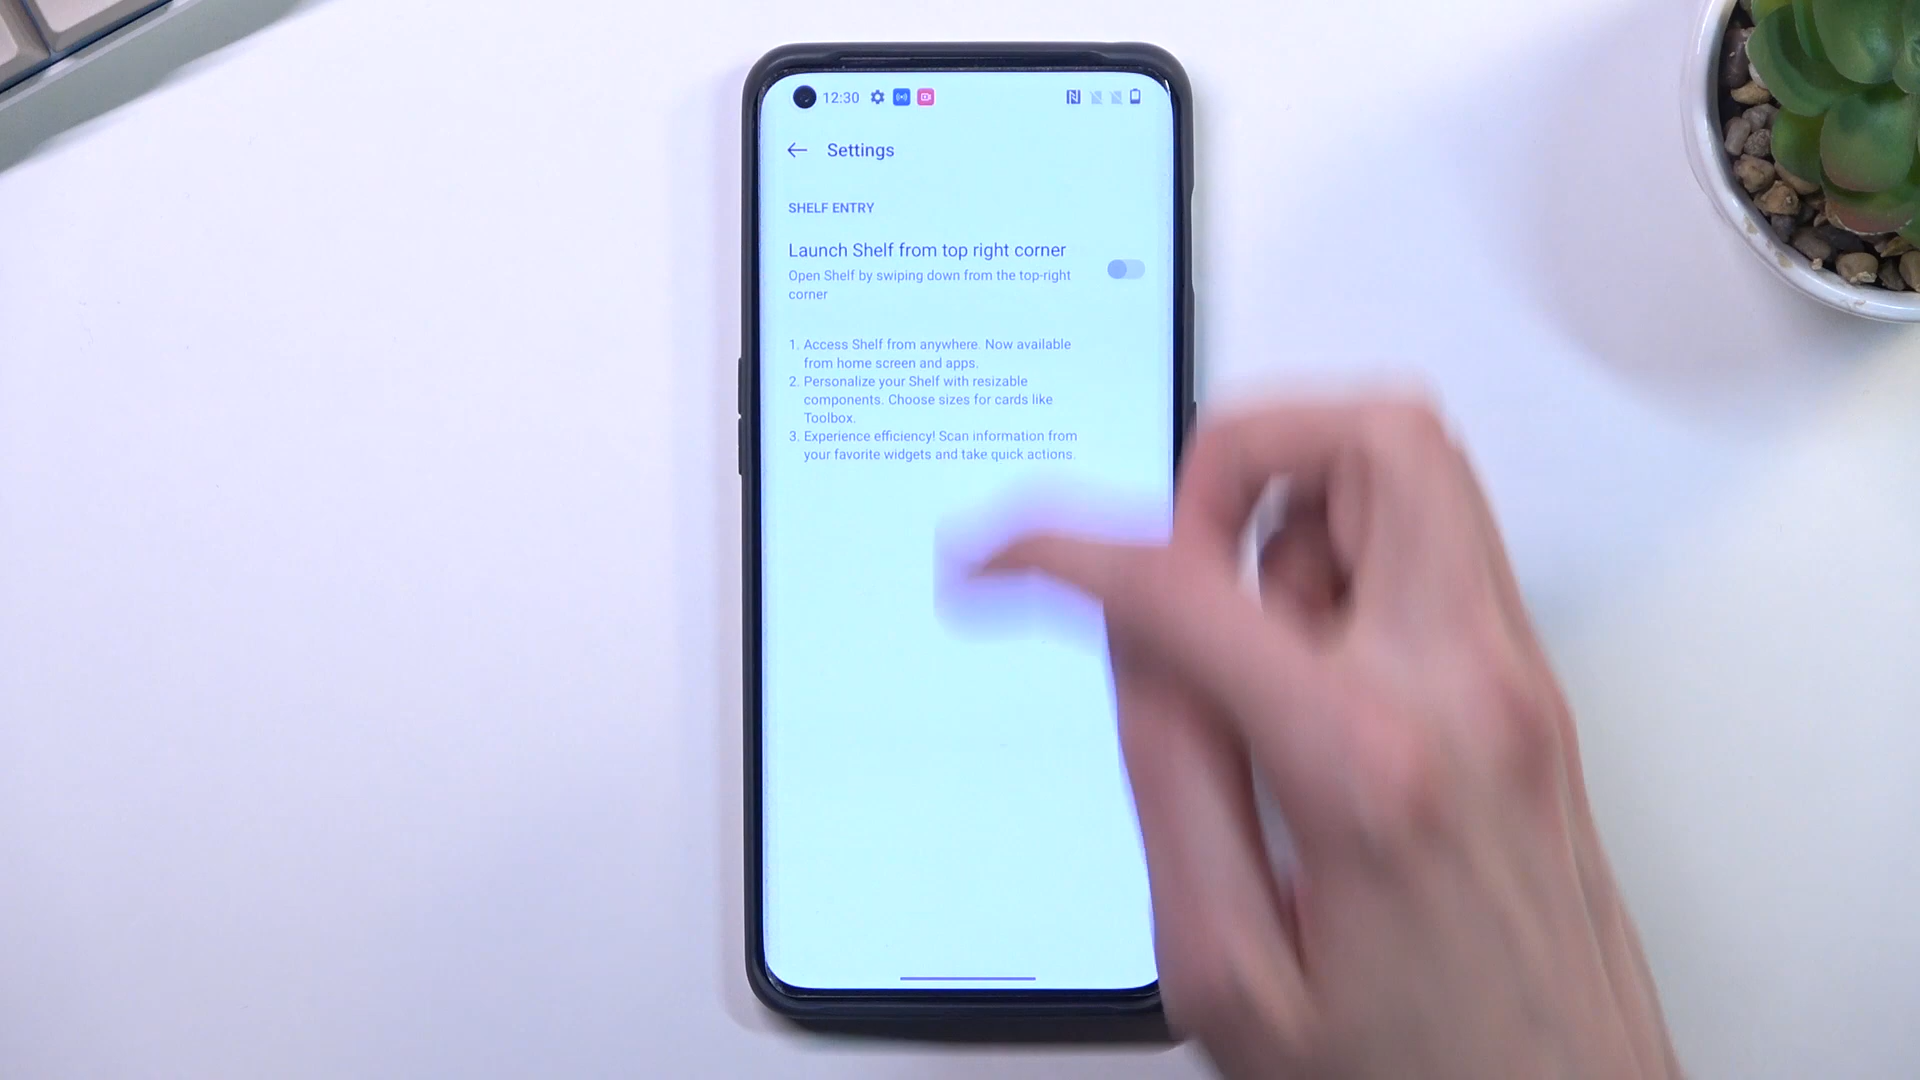 12:30
Settings
SHELF ENTRY
Launch Shelf from top right corner
Open Shelf by swiping down from the top-right
corner
1. Access Shelf from anywhere. Now available
from home screen and apps.
2. Personalize your Shelf with resizable
components. Choose sizes for cards like
Toolbox.
3. Experience efficiency! Scan information from
your favorite widgets and take quick actions.